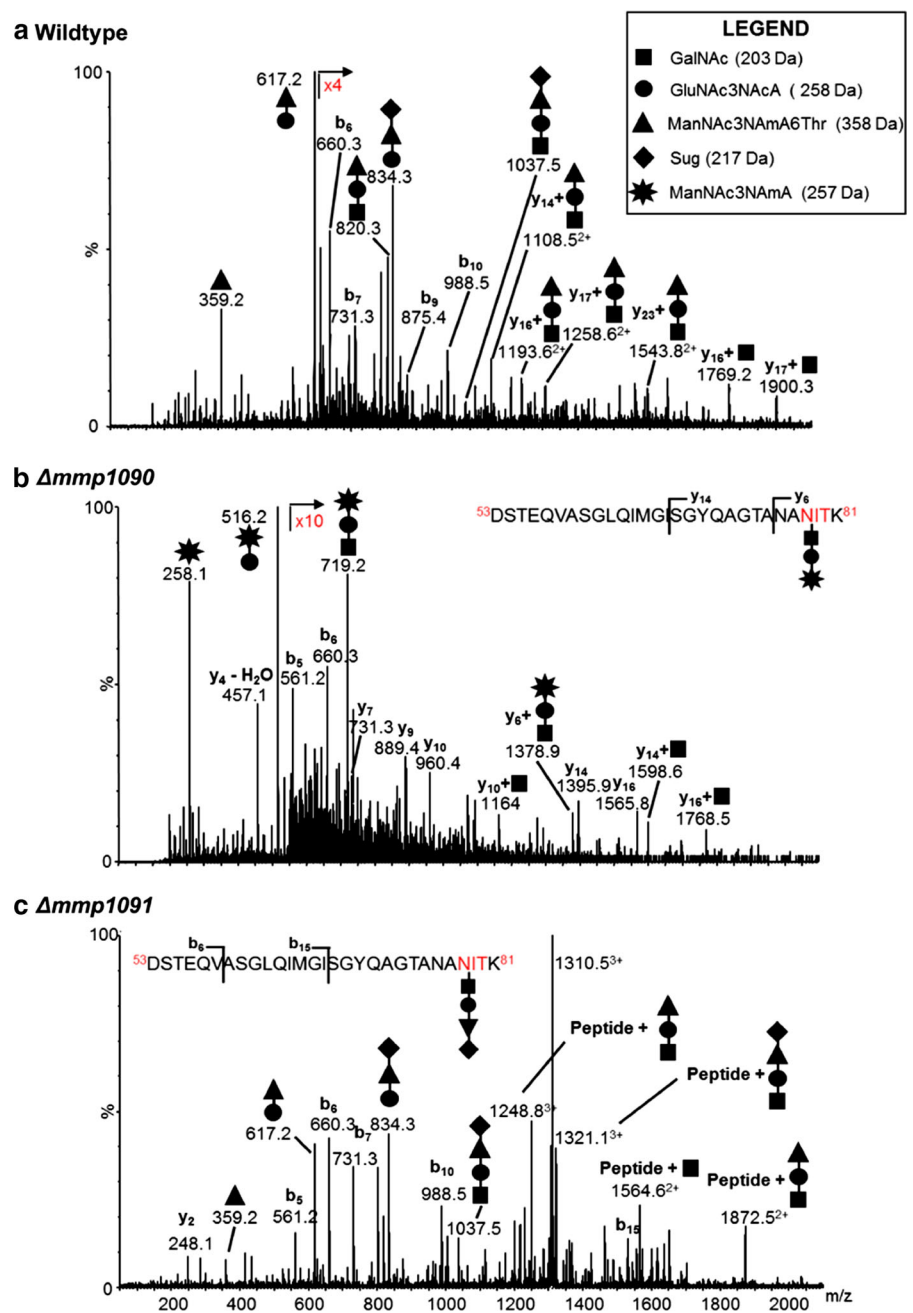 a Wildtype
LEGEND
GalNAc (203 Da)
GluNAc3NAcA (258 Da)
ManNAc3NAmA6Thr (358 Da)
Sug (217 Da)
ManNAc3NAmA (257 Da)
100
%
0
617.2
x4
b6
660.3
834.3
820.3
359.2
b7
731.3
b9
875.4
b10
988.5
1037.5
y14+
1108.5²⁺
y16+
1193.6²⁺
y17+
1258.6²⁺
y23+
1543.8²⁺
y16+
1769.2
y17+
1900.3
b Δmmp1090
100
%
0
516.2
x10
258.1
719.2
53DSTEQVASGLQIMGISGYQAGTANANITK81
y14
y6
y4 - H2O
457.1
b5
561.2
b6
660.3
y7
731.3
y9
889.4
y10
960.4
y10+
1164
y6+
1378.9
y14
1395.9
y16
1565.8
y14+
1598.6
y16+
1768.5
c Δmmp1091
100
%
0
b6
b15
53DSTEQVASGLQIMGISGYQAGTANANITK81
y2
248.1
359.2
b5
561.2
617.2
b6
660.3
b7
731.3
834.3
b10
988.5
1037.5
1310.5³⁺
Peptide +
1248.8³⁺
Peptide +
1321.1³⁺
Peptide +
1564.6²⁺
b15
Peptide +
1872.5²⁺
200 400 600 800 1000 1200 1400 1600 1800 2000 m/z